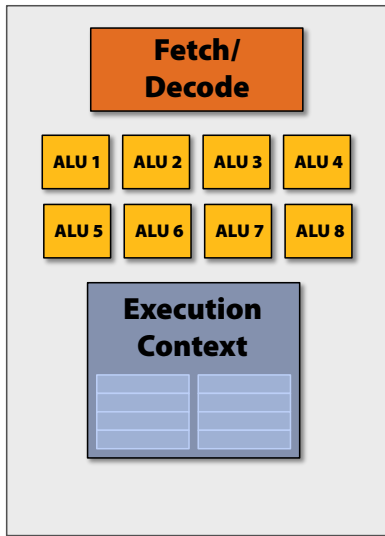 Fetch/
Decode
ALU 1 ALU 2 ALU 3 ALU 4
ALU 5 ALU 6 ALU 7 ALU 8
Execution
Context